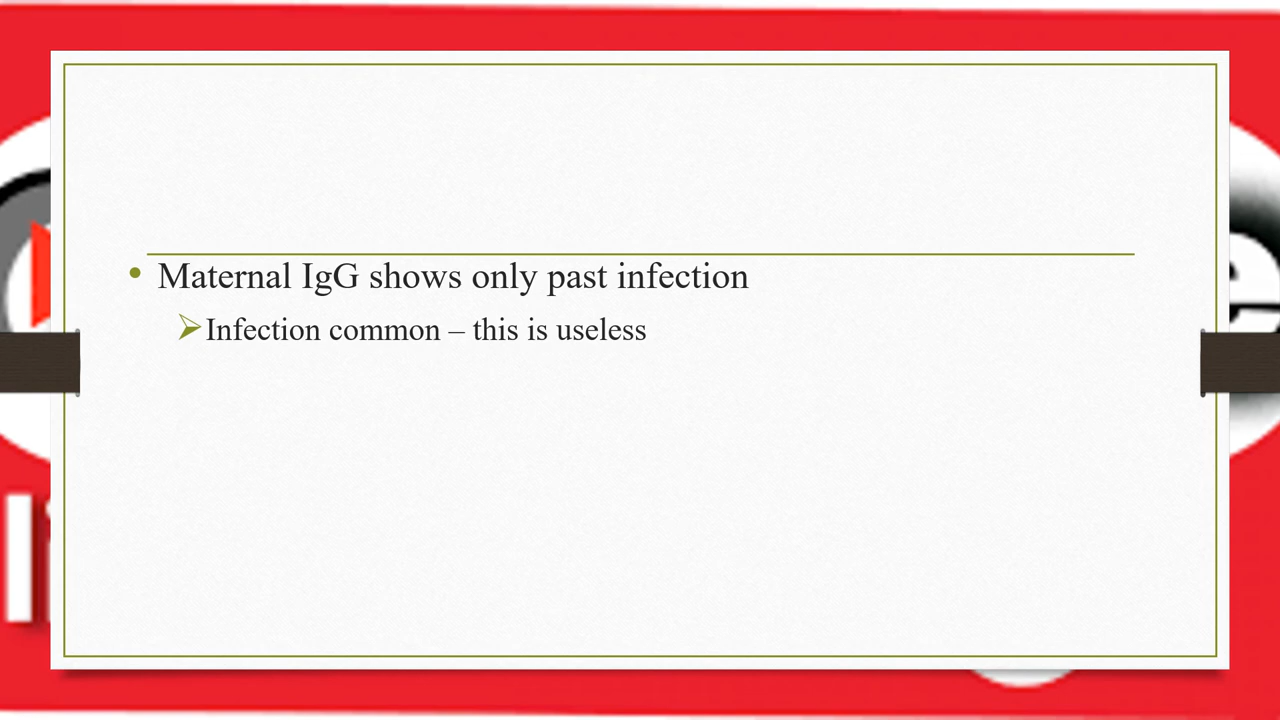 • Maternal IgG shows only past infection
➢Infection common – this is useless